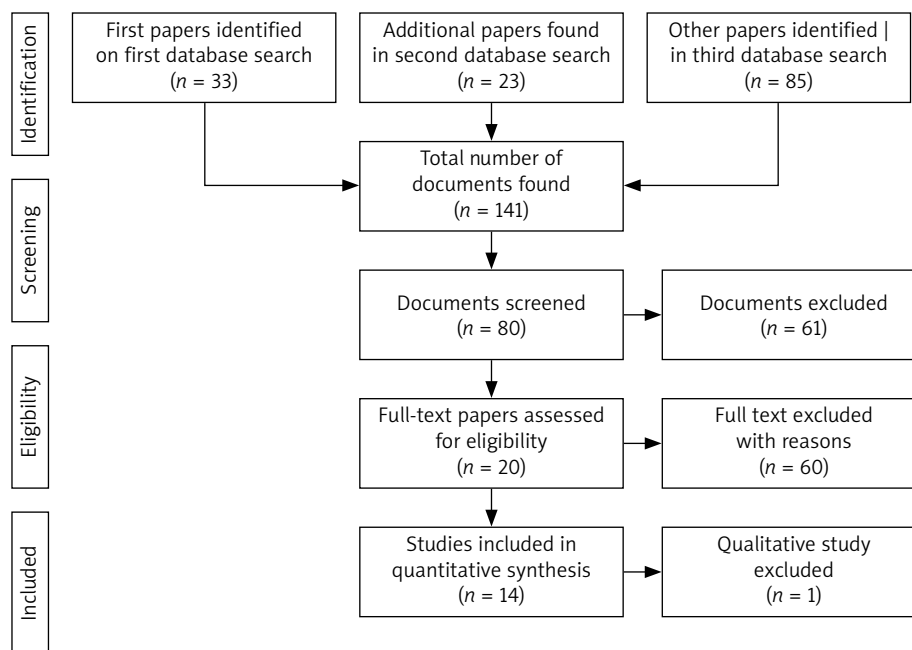 Identification
First papers identified
on first database search
(n = 33)
Additional papers found
in second database search
(n = 23)
Other papers identified |
in third database search
(n = 85)
Total number of
documents found
(n = 141)
Screening
Documents screened
(n = 80)
Documents excluded
(n = 61)
Eligibility
Full-text papers assessed
for eligibility
(n = 20)
Full text excluded
with reasons
(n = 60)
Included
Studies included in
quantitative synthesis
(n = 14)
Qualitative study
excluded
(n = 1)